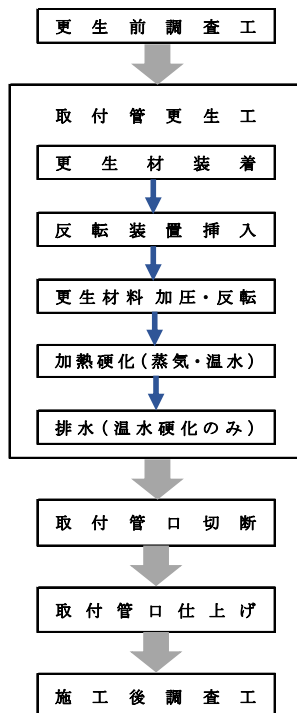 更生前調査工
取付管更生工
更生材装着
反転装置挿入
更生材料 加圧・反転
加熱硬化(蒸気・温水)
排水(温水硬化のみ)
取付管口切断
取付管口仕上げ
施工後調査工